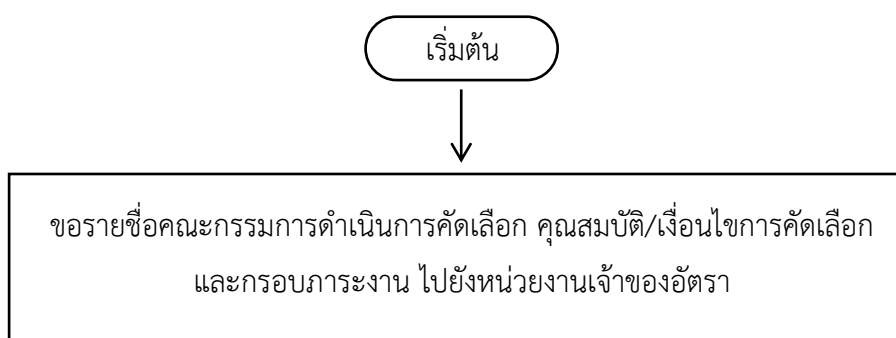 เริ่มต้น
ขอรายชื่อคณะกรรมการดำเนินการคัดเลือก คุณสมบัติ/เงื่อนไขการคัดเลือก
และกรอบภาระงาน ไปยังหน่วยงานเจ้าของอัตรา